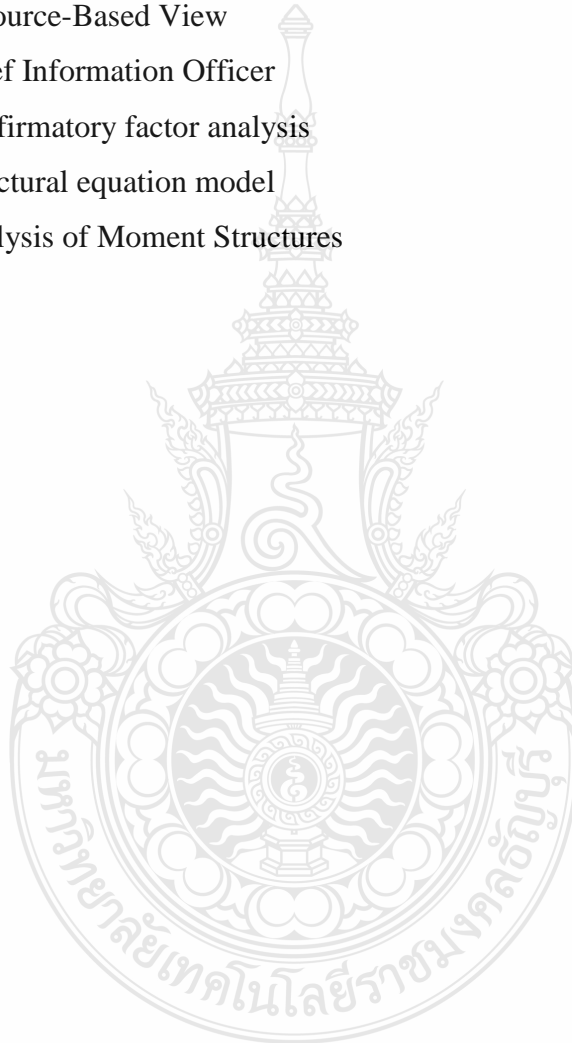 ource-Based View
ef Information Officer
firmatory factor analysis
ctural equation model
lysis of Moment Structures
มหาวิทยาลัยเทคโนโลยีราชมงคลธัญบุรี